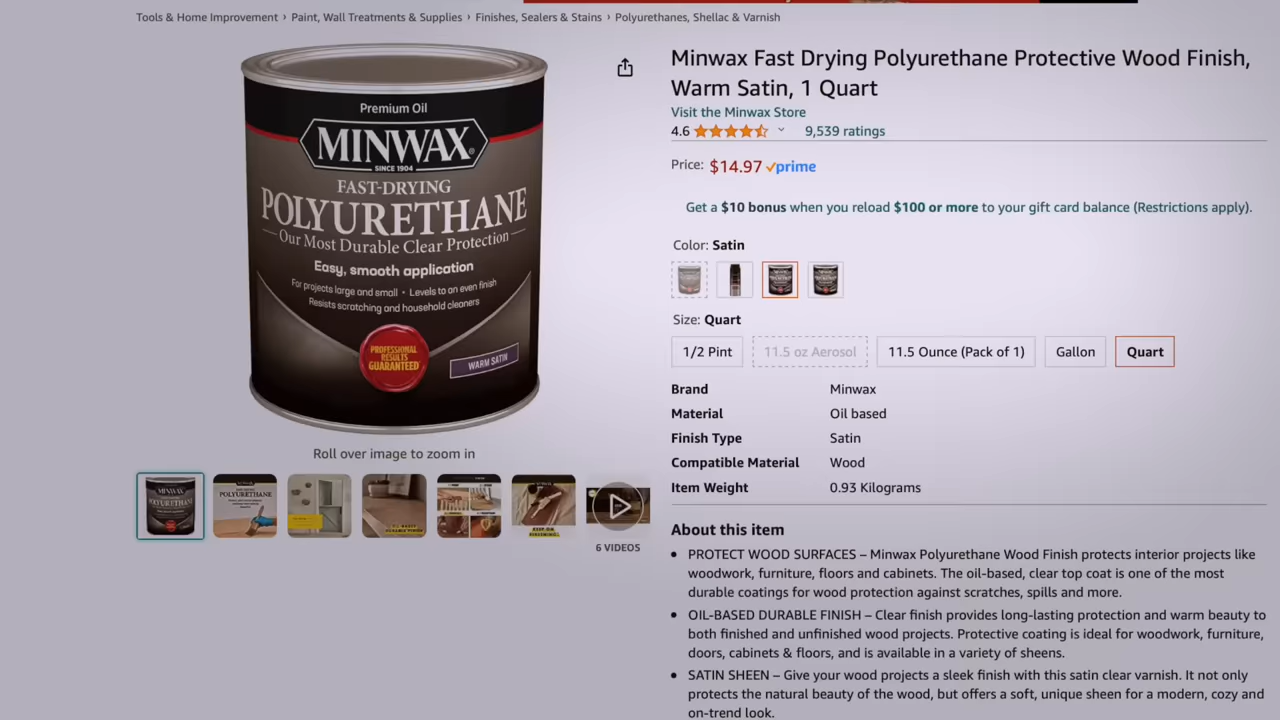 Tools & Home Improvement › Paint, Wall Treatments & Supplies › Finishes, Sealers & Stains › Polyurethanes, Shellac & Varnish
Premium Oil
MINWAX®
SINCE 1904
FAST-DRYING
POLYURETHANE
Our Most Durable Clear Protection
Easy, smooth application
For projects large and small • Levels to an even finish
Resists scratching and household cleaners
PROFESSIONAL
RESULTS
GUARANTEED
WARM SATIN
Roll over image to zoom in
6 VIDEOS
Minwax Fast Drying Polyurethane Protective Wood Finish,
Warm Satin, 1 Quart
Visit the Minwax Store
4.6 9,539 ratings
Price: $14.97 prime
Get a $10 bonus when you reload $100 or more to your gift card balance (Restrictions apply).
Color: Satin
Size: Quart
1/2 Pint 11.5 oz Aerosol 11.5 Ounce (Pack of 1) Gallon Quart
Brand Minwax
Material Oil based
Finish Type Satin
Compatible Material Wood
Item Weight 0.93 Kilograms
About this item
• PROTECT WOOD SURFACES – Minwax Polyurethane Wood Finish protects interior projects like
woodwork, furniture, floors and cabinets. The oil-based, clear top coat is one of the most
durable coatings for wood protection against scratches, spills and more.
• OIL-BASED DURABLE FINISH – Clear finish provides long-lasting protection and warm beauty to
both finished and unfinished wood projects. Protective coating is ideal for woodwork, furniture,
doors, cabinets & floors, and is available in a variety of sheens.
• SATIN SHEEN – Give your wood projects a sleek finish with this satin clear varnish. It not only
protects the natural beauty of the wood, but offers a soft, unique sheen for a modern, cozy and
on-trend look.